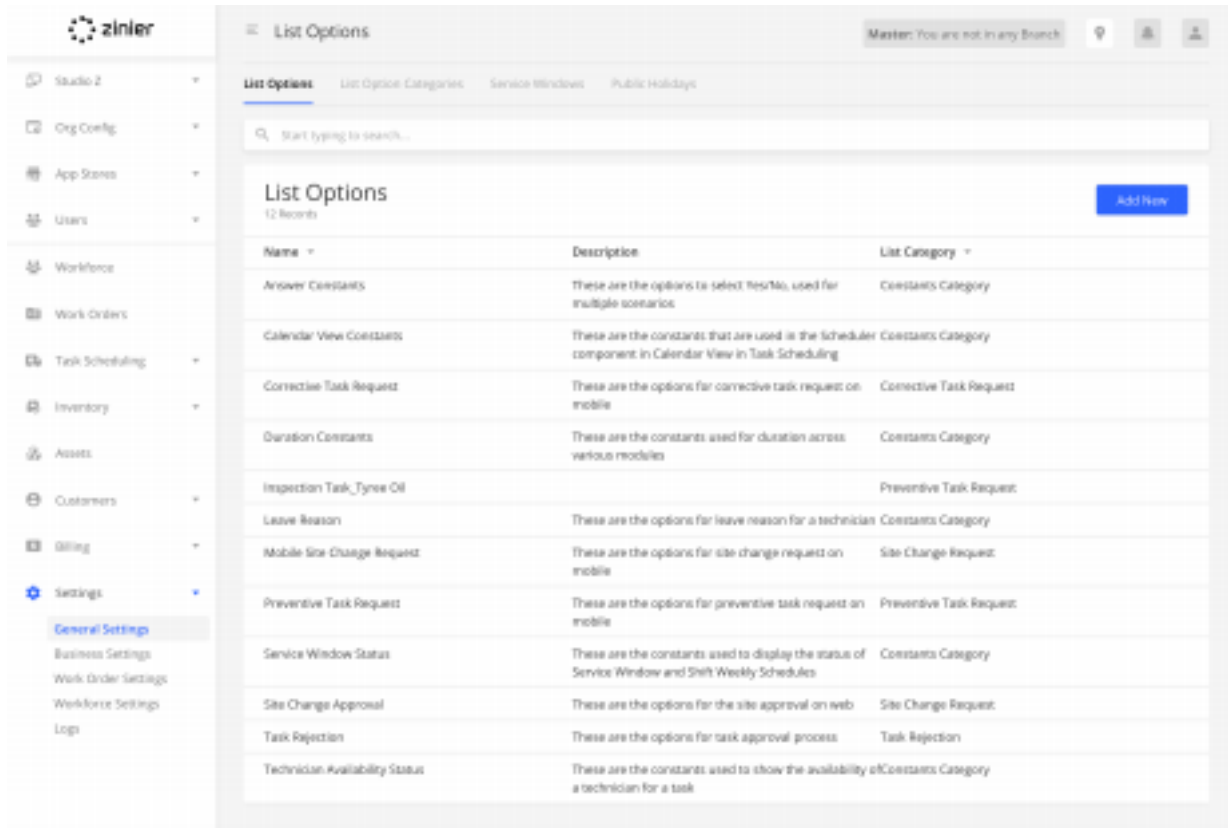 zinier
List Options
Master: You are not in any Branch
Studio Z
Org Config
App Stores
Users
Workforce
Work Orders
Task Scheduling
Inventory
Assets
Customers
Billing
Settings
General Settings
Business Settings
Work Order Settings
Workforce Settings
Logs
List Options List Option Categories Service Windows Public Holidays
Start typing to search...
List Options
12 Records
Add New
Name Description List Category
Answer Constants These are the options to select Yes/No, used for Constants Category
multiple scenarios
Calendar View Constants These are the constants that are used in the Scheduler Constants Category
component in Calendar View in Task Scheduling
Corrective Task Request These are the options for corrective task request on Corrective Task Request
mobile
Duration Constants These are the constants used for duration across Constants Category
various modules
Inspection Task_Tyree Oil Preventive Task Request
Leave Reason These are the options for leave reason for a technician Constants Category
Mobile Site Change Request These are the options for site change request on Site Change Request
mobile
Preventive Task Request These are the options for preventive task request on Preventive Task Request
mobile
Service Window Status These are the constants used to display the status of Constants Category
Service Window and Shift Weekly Schedules
Site Change Approval These are the options for the site approval on web Site Change Request
Task Rejection These are the options for task approval process Task Rejection
Technician Availability Status These are the constants used to show the availability of Constants Category
a technician for a task